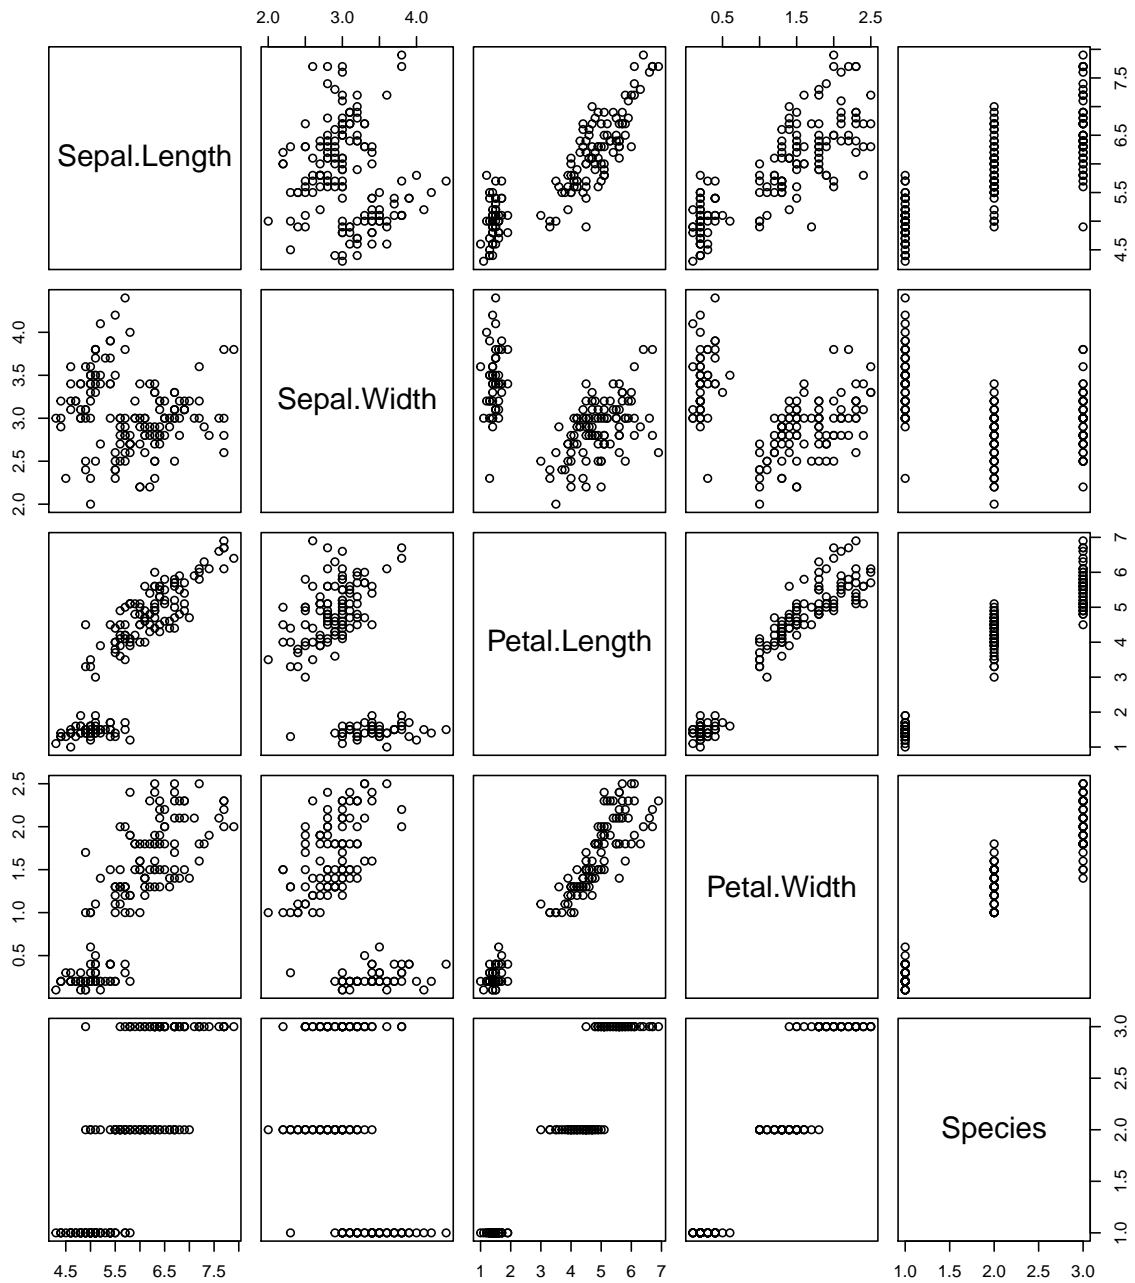 2.0 3.0 4.0 0.5 1.5 2.5
Sepal.Length
4.5 5.5 6.5 7.5
2.0 2.5 3.0 3.5 4.0
Sepal.Width
Petal.Length
1 2 3 4 5 6 7
0.5 1.0 1.5 2.0 2.5
Petal.Width
Species
1.0 1.5 2.0 2.5 3.0
4.5 5.5 6.5 7.5 1 2 3 4 5 6 7 1.0 1.5 2.0 2.5 3.0